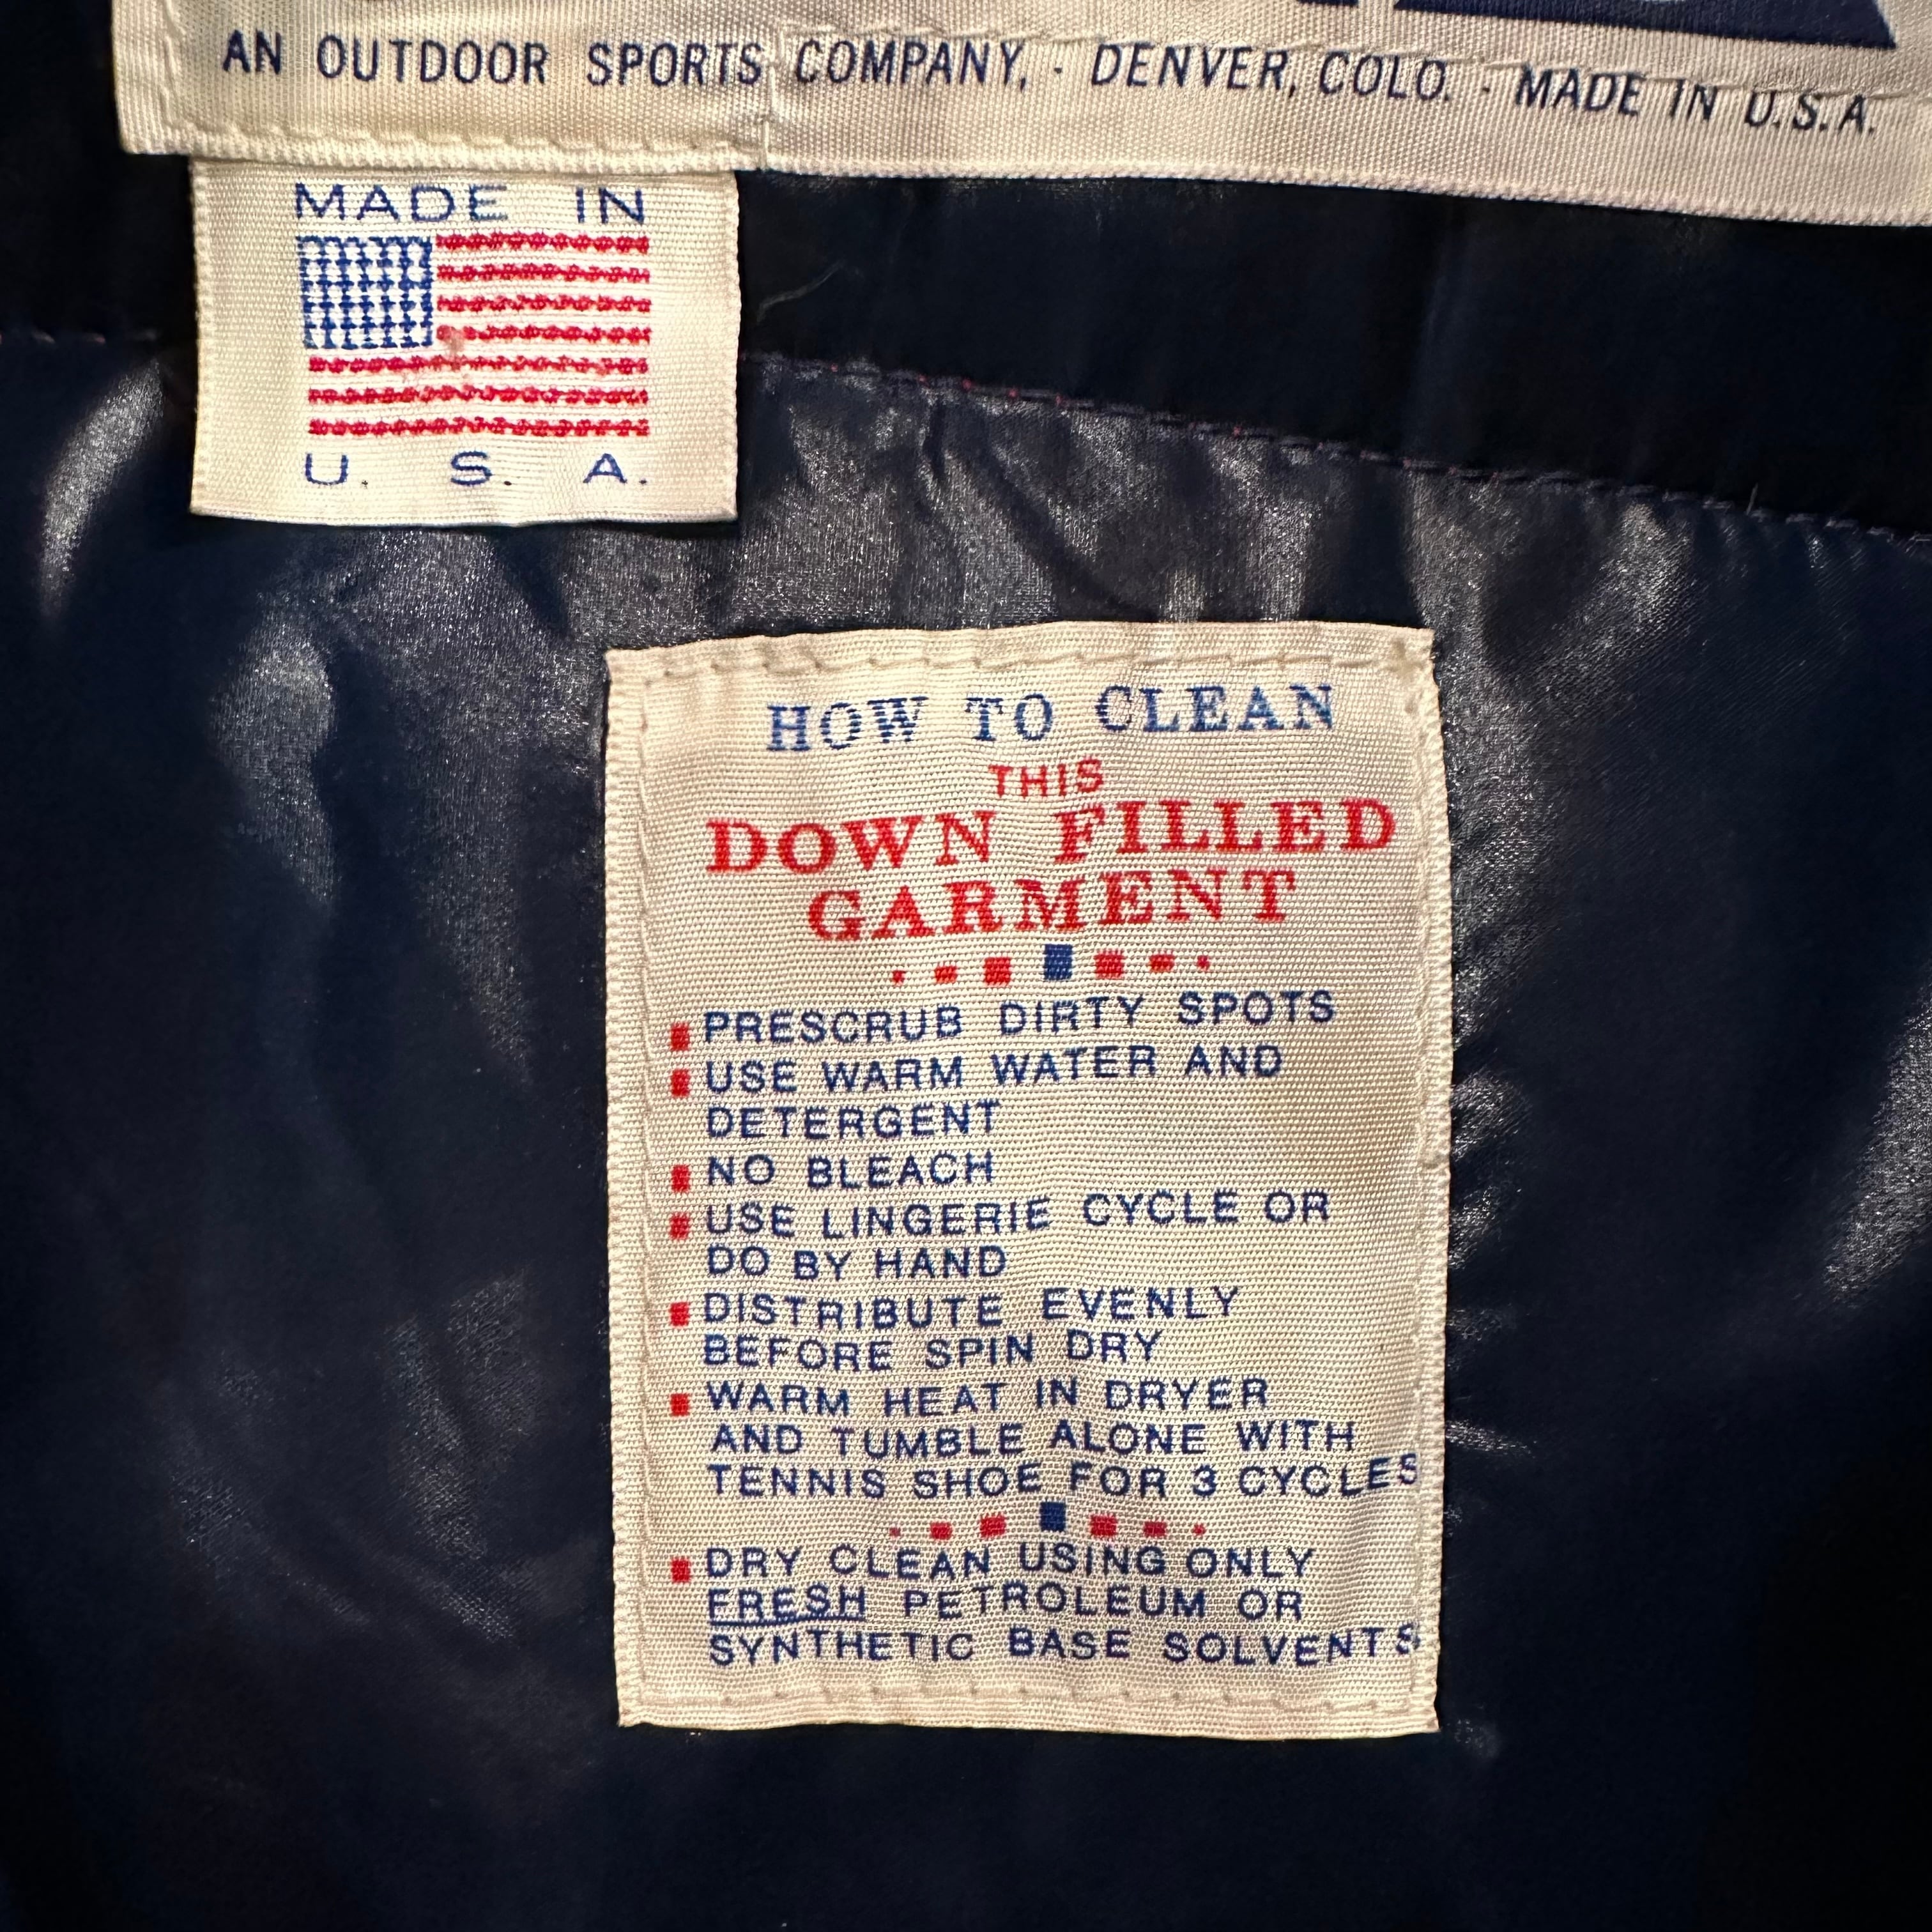 AN OUTDOOR SPORTS COMPANY, · DENVER, COLO. · MADE IN U.S.A.
MADE IN
U. S. A.
HOW TO CLEAN
THIS
DOWN FILLED
GARMENT
PRESCRUB DIRTY SPOTS
USE WARM WATER AND
DETERGENT
NO BLEACH
USE LINGERIE CYCLE OR
DO BY HAND
DISTRIBUTE EVENLY
BEFORE SPIN DRY
WARM HEAT IN DRYER
AND TUMBLE ALONE WITH
TENNIS SHOE FOR 3 CYCLES
DRY CLEAN USING ONLY
FRESH PETROLEUM OR
SYNTHETIC BASE SOLVENTS